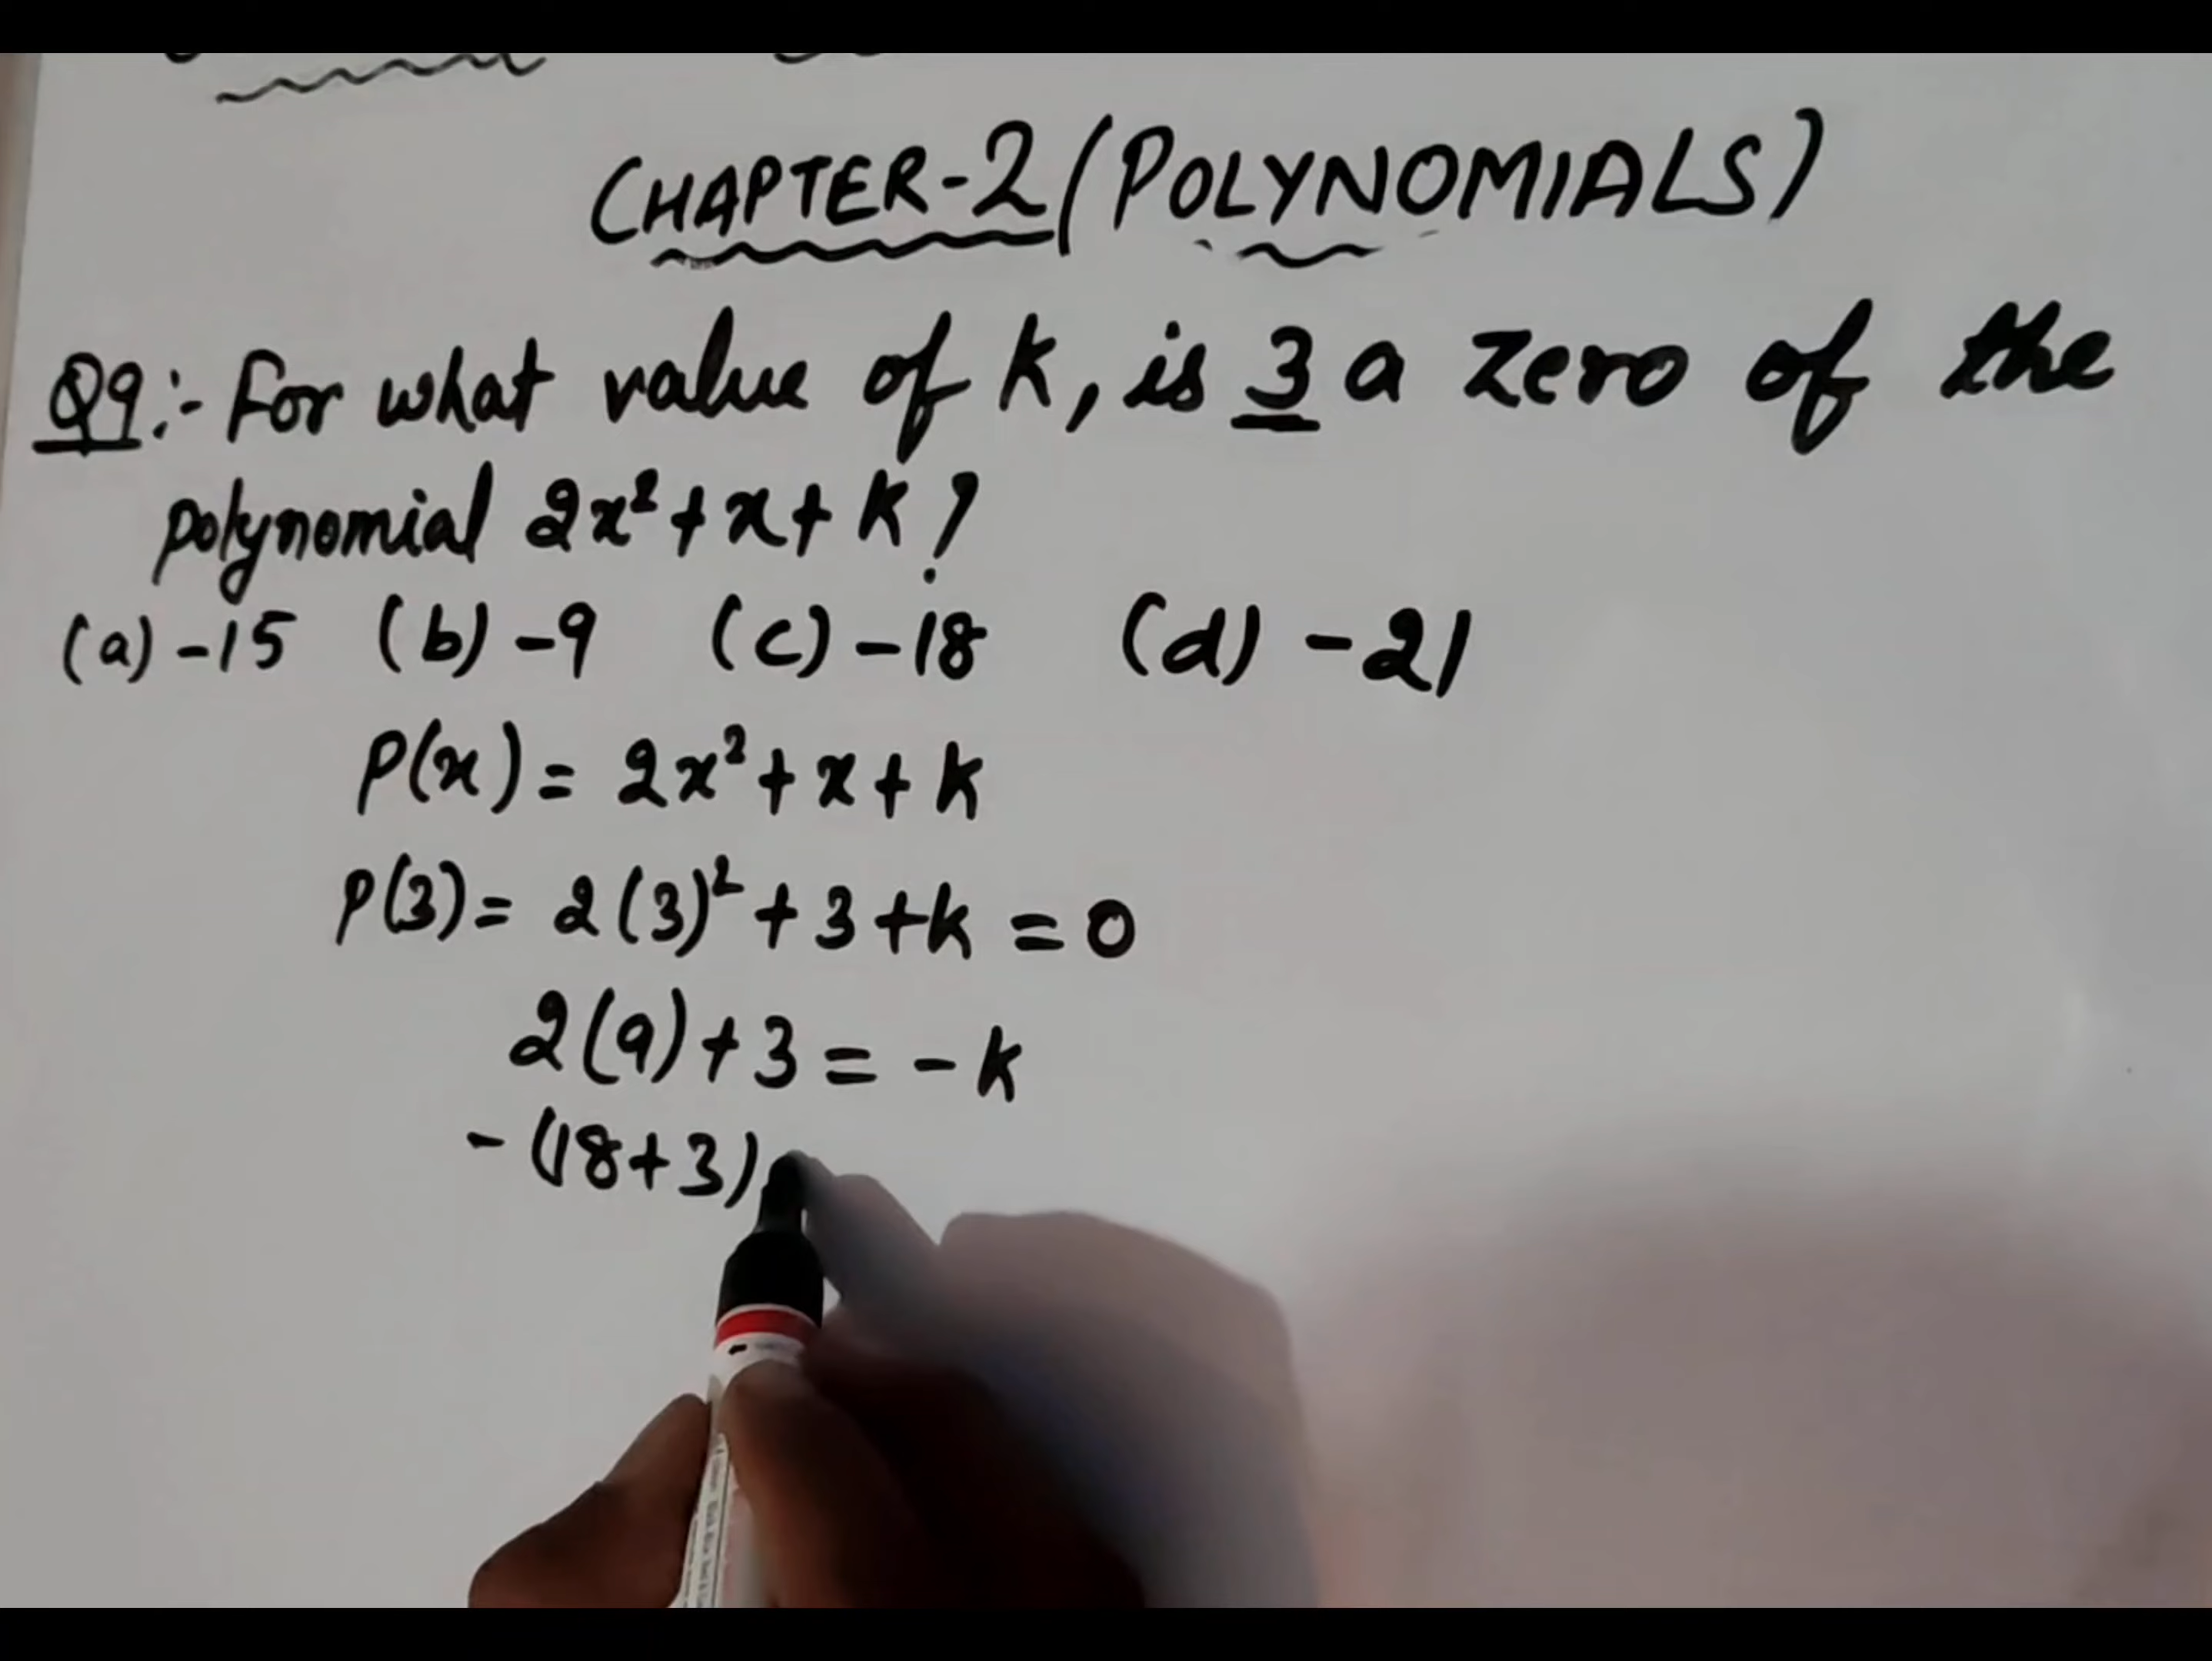 CHAPTER-2 (POLYNOMIALS)
Q9:- For what value of k, is 3 a zero of the
polynomial 2x²+x+k?
(a) -15 (b) -9 (c) -18 (d) -21
P(x) = 2x²+x+k
P(3) = 2(3)²+3+k = 0
2(9)+3 = -k
-(18+3)